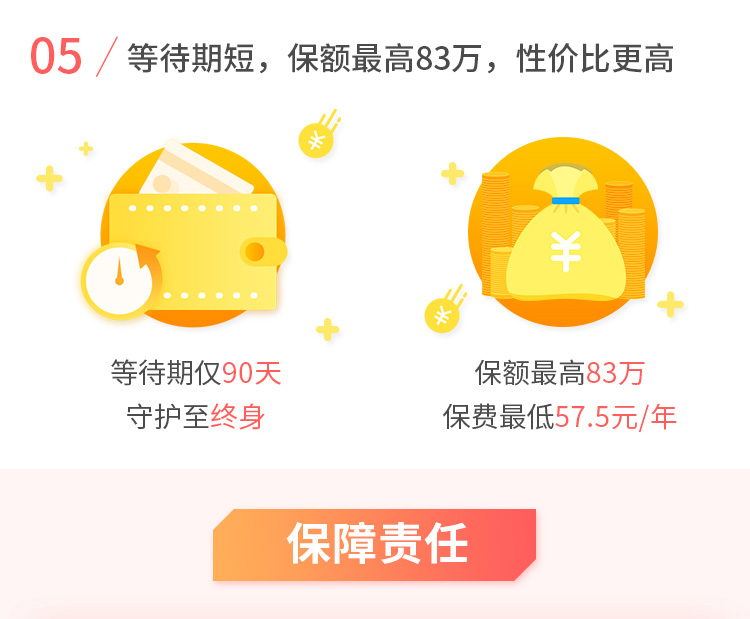 05 / 等待期短，保额最高83万，性价比更高
等待期仅90天
守护至终身
保额最高83万
保费最低57.5元/年
保障责任